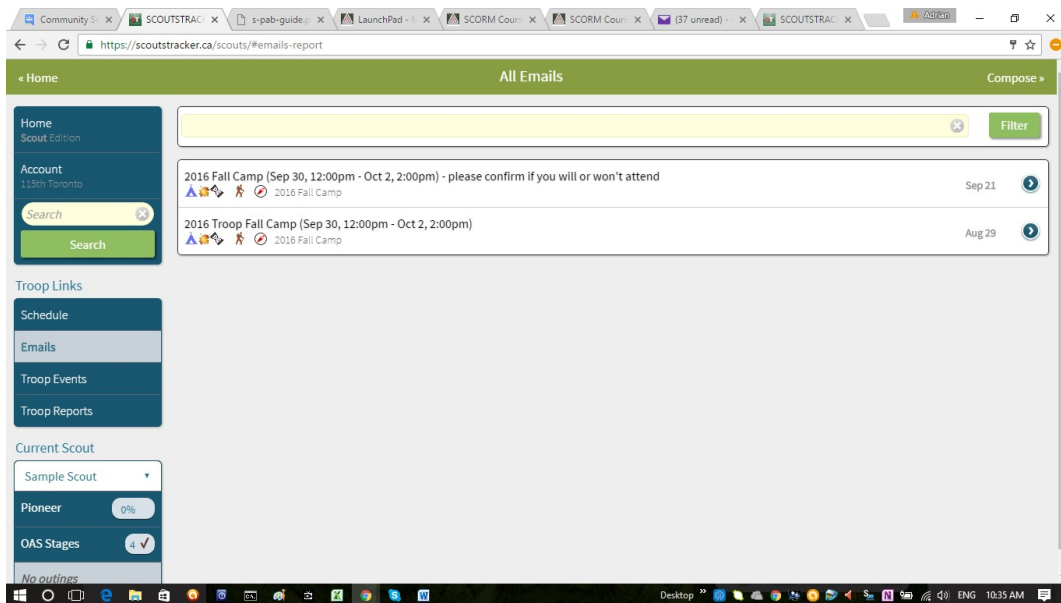 Community S
SCOUTSTRAC
s-pab-guide.p
LaunchPad -
SCORM Cours
SCORM Cours
(37 unread) -
SCOUTSTRAC
Adrian
https://scoutstracker.ca/scouts/#emails-report
« Home
All Emails
Compose »
Home
Scout Edition
Account
115th Toronto
Search
Search
Filter
2016 Fall Camp (Sep 30, 12:00pm - Oct 2, 2:00pm) - please confirm if you will or won't attend
2016 Fall Camp
Sep 21
2016 Troop Fall Camp (Sep 30, 12:00pm - Oct 2, 2:00pm)
2016 Fall Camp
Aug 29
Troop Links
Schedule
Emails
Troop Events
Troop Reports
Current Scout
Sample Scout
Pioneer
0%
OAS Stages
4
No outings
Desktop
ENG
10:35 AM